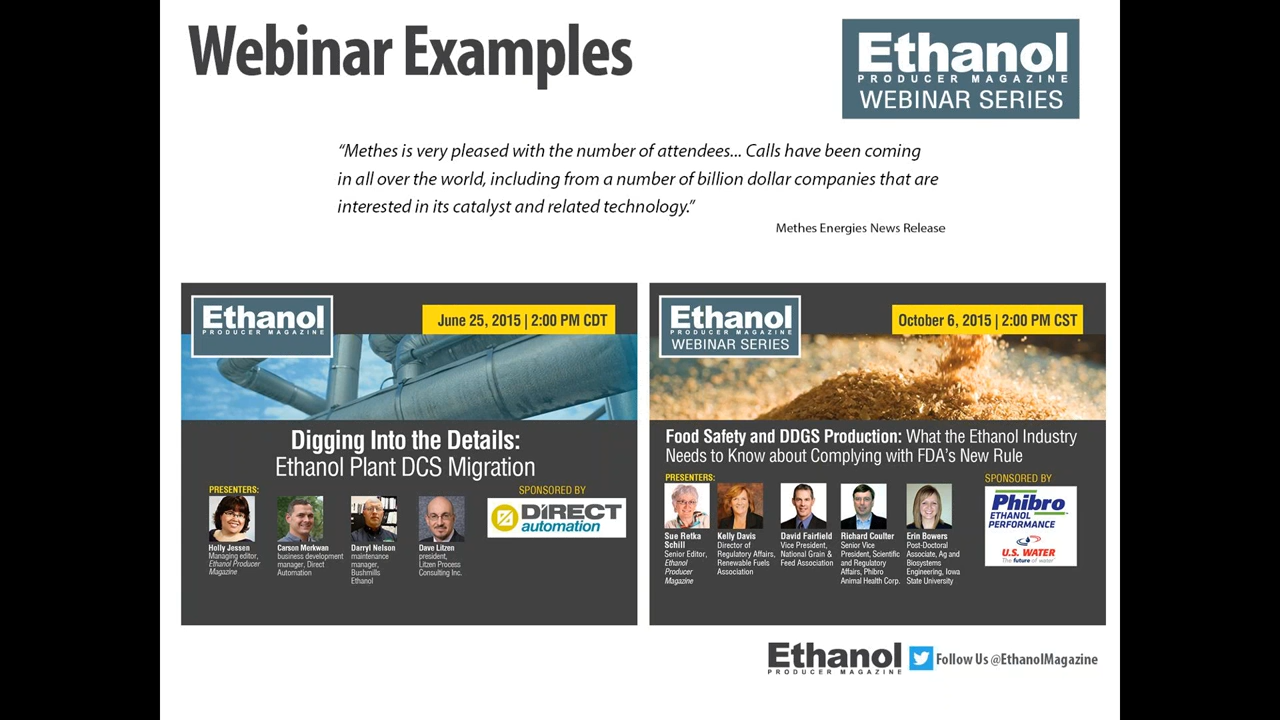 Webinar Examples
Ethanol
PRODUCER MAGAZINE
WEBINAR SERIES
“Methes is very pleased with the number of attendees... Calls have been coming
in all over the world, including from a number of billion dollar companies that are
interested in its catalyst and related technology.”
Methes Energies News Release
Ethanol
PRODUCER MAGAZINE
June 25, 2015 | 2:00 PM CDT
Digging Into the Details:
Ethanol Plant DCS Migration
PRESENTERS:
Holly Jessen
Managing editor,
Ethanol Producer
Magazine
Carson Merkwan
business development
manager, Direct
Automation
Darryl Nelson
maintenance
manager,
Bushmills
Ethanol
Dave Litzen
president,
Litzen Process
Consulting Inc.
SPONSORED BY
DIRECT
automation
Ethanol
PRODUCER MAGAZINE
WEBINAR SERIES
October 6, 2015 | 2:00 PM CST
Food Safety and DDGS Production: What the Ethanol Industry
Needs to Know about Complying with FDA’s New Rule
PRESENTERS:
Sue Retka
Schill
Senior Editor,
Ethanol
Producer
Magazine
Kelly Davis
Director of
Regulatory Affairs,
Renewable Fuels
Association
David Fairfield
Vice President,
National Grain &
Feed Association
Richard Coulter
Senior Vice
President, Scientific
and Regulatory
Affairs, Phibro
Animal Health Corp.
Erin Bowers
Post-Doctoral
Associate, Ag and
Biosystems
Engineering, Iowa
State University
SPONSORED BY
Phibro
ETHANOL
PERFORMANCE
U.S. WATER
The future of water
Ethanol
PRODUCER MAGAZINE
Follow Us @EthanolMagazine